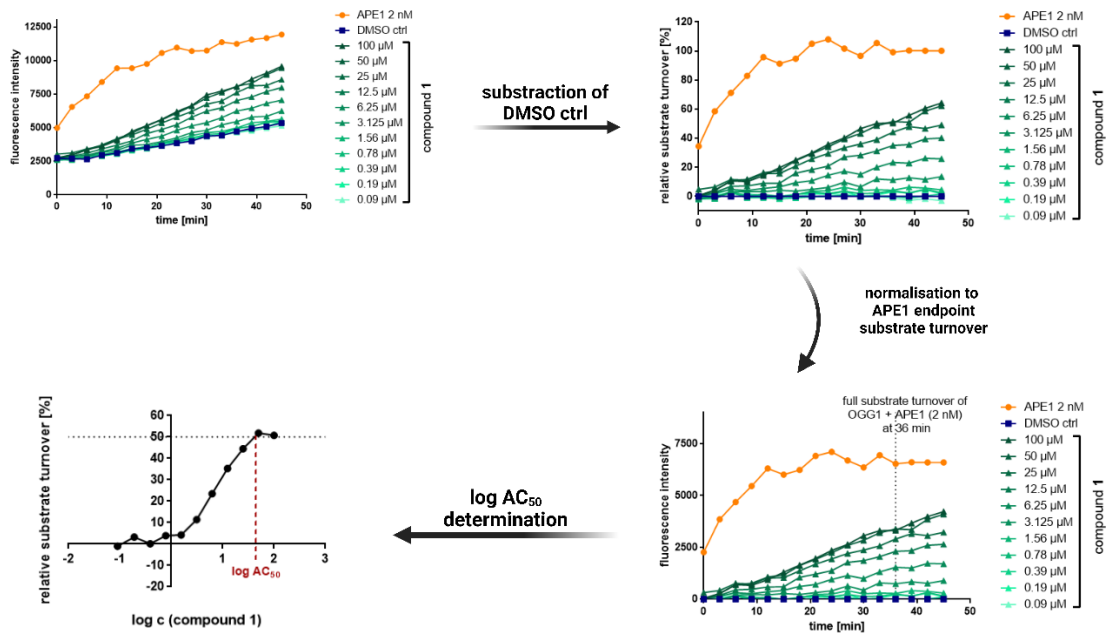 12500
10000
7500
5000
2500
0
fluorescence intensity
0
10
20
30
40
50
time [min]
APE1 2 nM
DMSO ctrl
100 µM
50 µM
25 µM
12.5 µM
6.25 µM
3.125 µM
1.56 µM
0.78 µM
0.39 µM
0.19 µM
0.09 µM
compound 1
substraction of
DMSO ctrl
120
100
80
60
40
20
0
-20
relative substrate turnover [%]
0
10
20
30
40
50
time [min]
APE1 2 nM
DMSO ctrl
100 µM
50 µM
25 µM
12.5 µM
6.25 µM
3.125 µM
1.56 µM
0.78 µM
0.39 µM
0.19 µM
0.09 µM
compound 1
normalisation to
APE1 endpoint
substrate turnover
full substrate turnover of
OGG1 + APE1 (2 nM)
at 36 min
7500
5000
2500
0
fluorescence intensity
0
10
20
30
40
50
time [min]
APE1 2 nM
DMSO ctrl
100 µM
50 µM
25 µM
12.5 µM
6.25 µM
3.125 µM
1.56 µM
0.78 µM
0.39 µM
0.19 µM
0.09 µM
compound 1
log AC₅₀
determination
60
50
40
30
20
10
-10
-20
relative substrate turnover [%]
-2
-1
1
2
3
log AC₅₀
log c (compound 1)